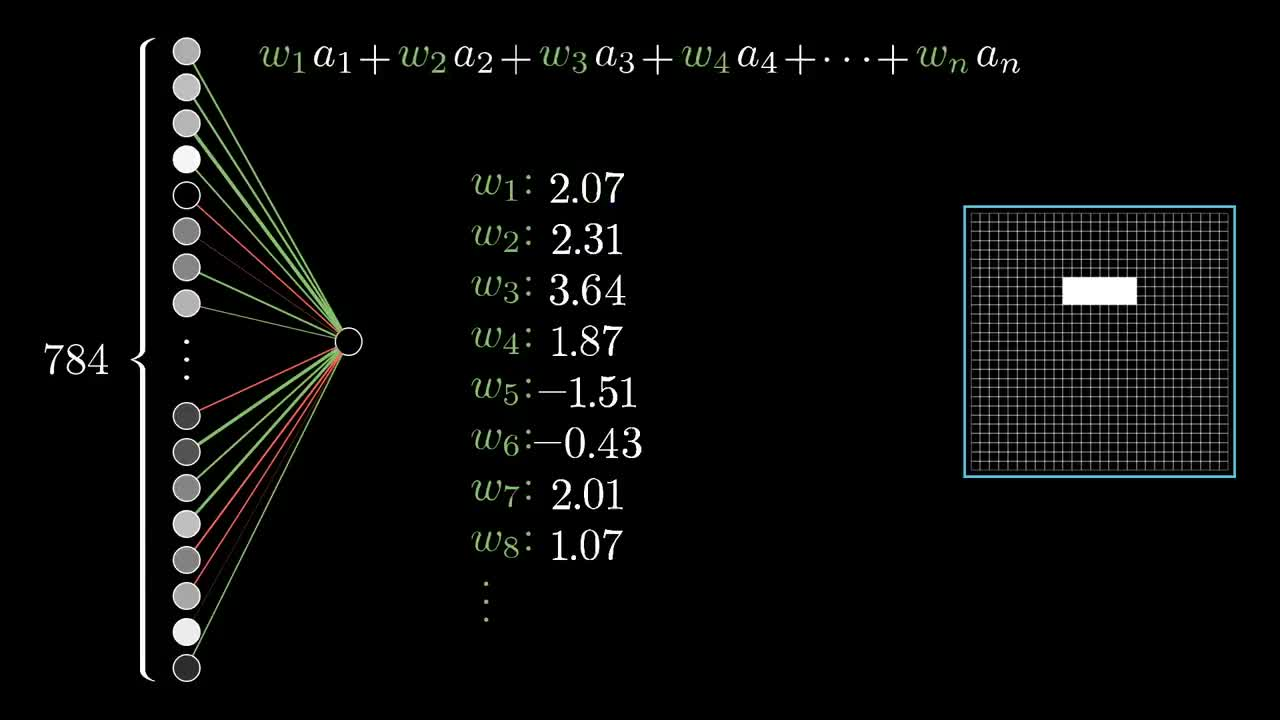 w₁a₁ + w₂a₂ + w₃a₃ + w₄a₄ + ⋯ + wₙaₙ
w₁: 2.07
w₂: 2.31
w₃: 3.64
w₄: 1.87
w₅: −1.51
w₆: −0.43
w₇: 2.01
w₈: 1.07
⋮
784